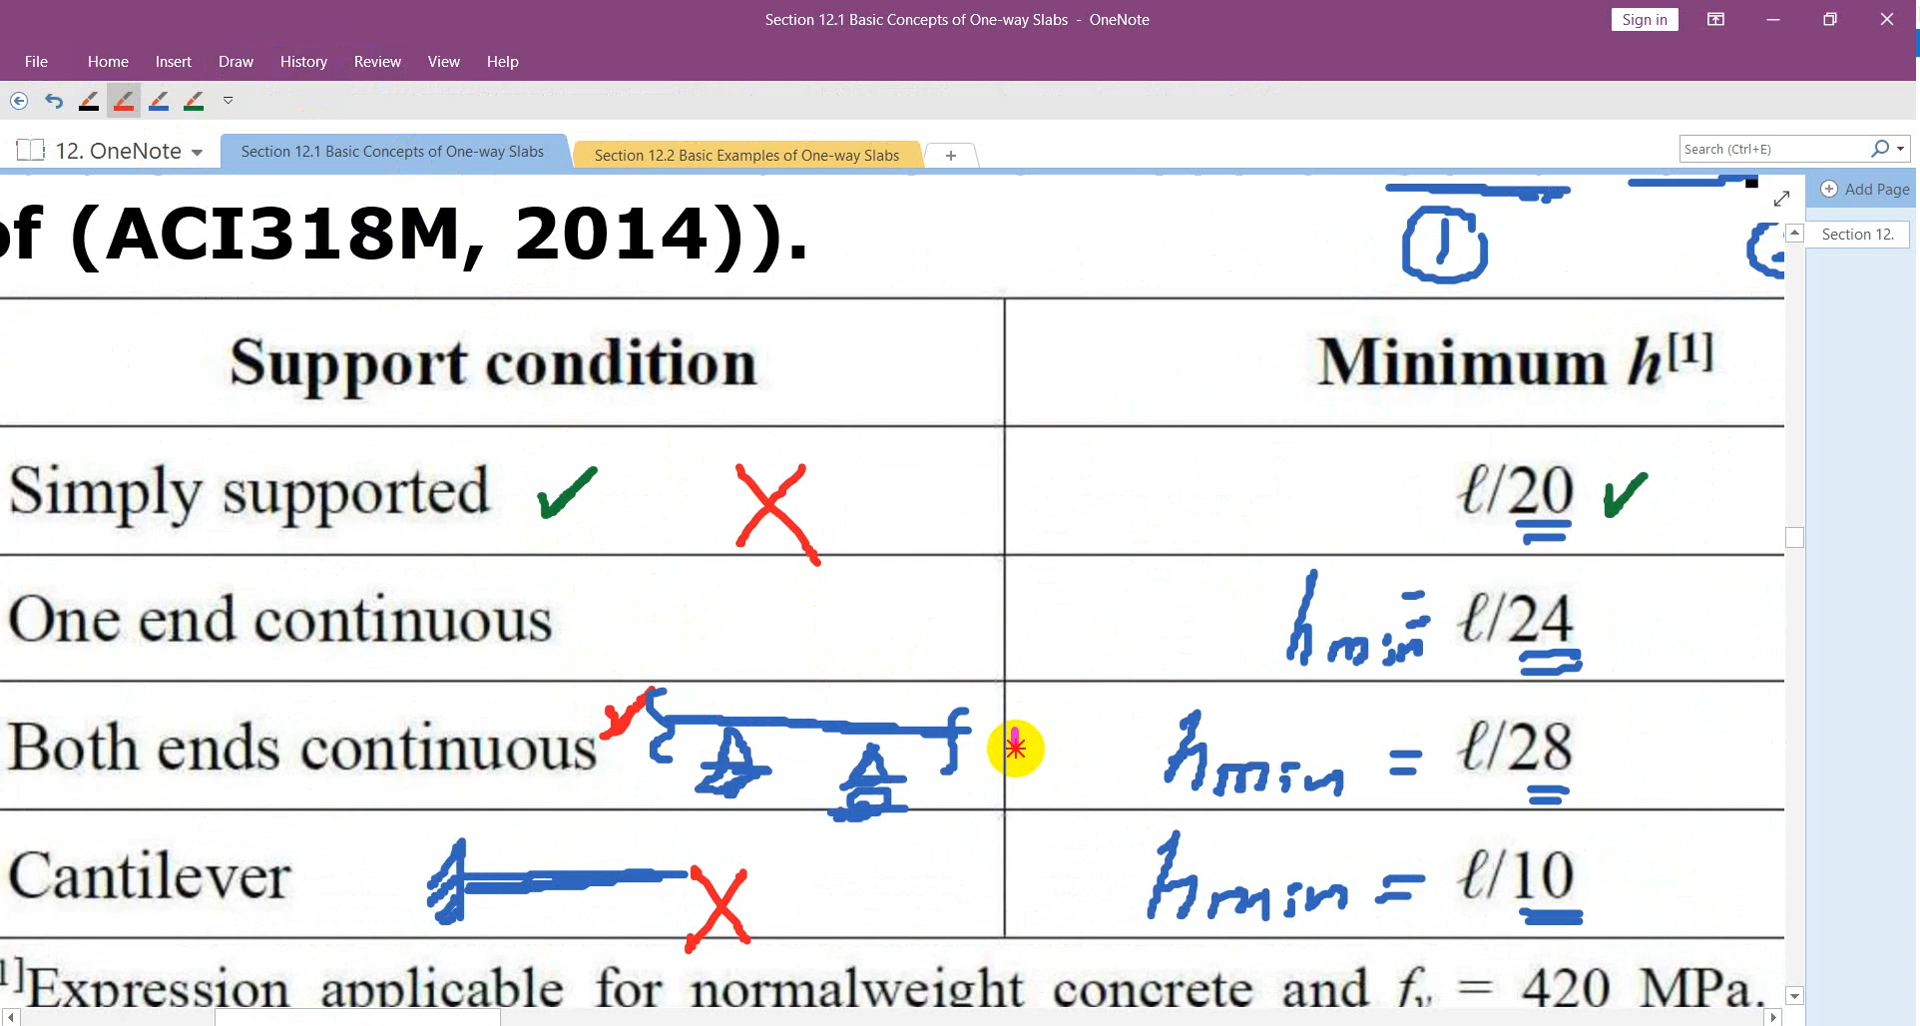 Section 12.1 Basic Concepts of One-way Slabs - OneNote
Sign in
File Home Insert Draw History Review View Help
12. OneNote
Section 12.1 Basic Concepts of One-way Slabs
Section 12.2 Basic Examples of One-way Slabs
Search (Ctrl+E)
Add Page
Section 12.
of (ACI318M, 2014)).
1
Support condition Minimum h[1]
Simply supported ℓ/20
One end continuous hmin = ℓ/24
Both ends continuous hmin = ℓ/28
Cantilever hmin = ℓ/10
1]Expression applicable for normalweight concrete and fy = 420 MPa.